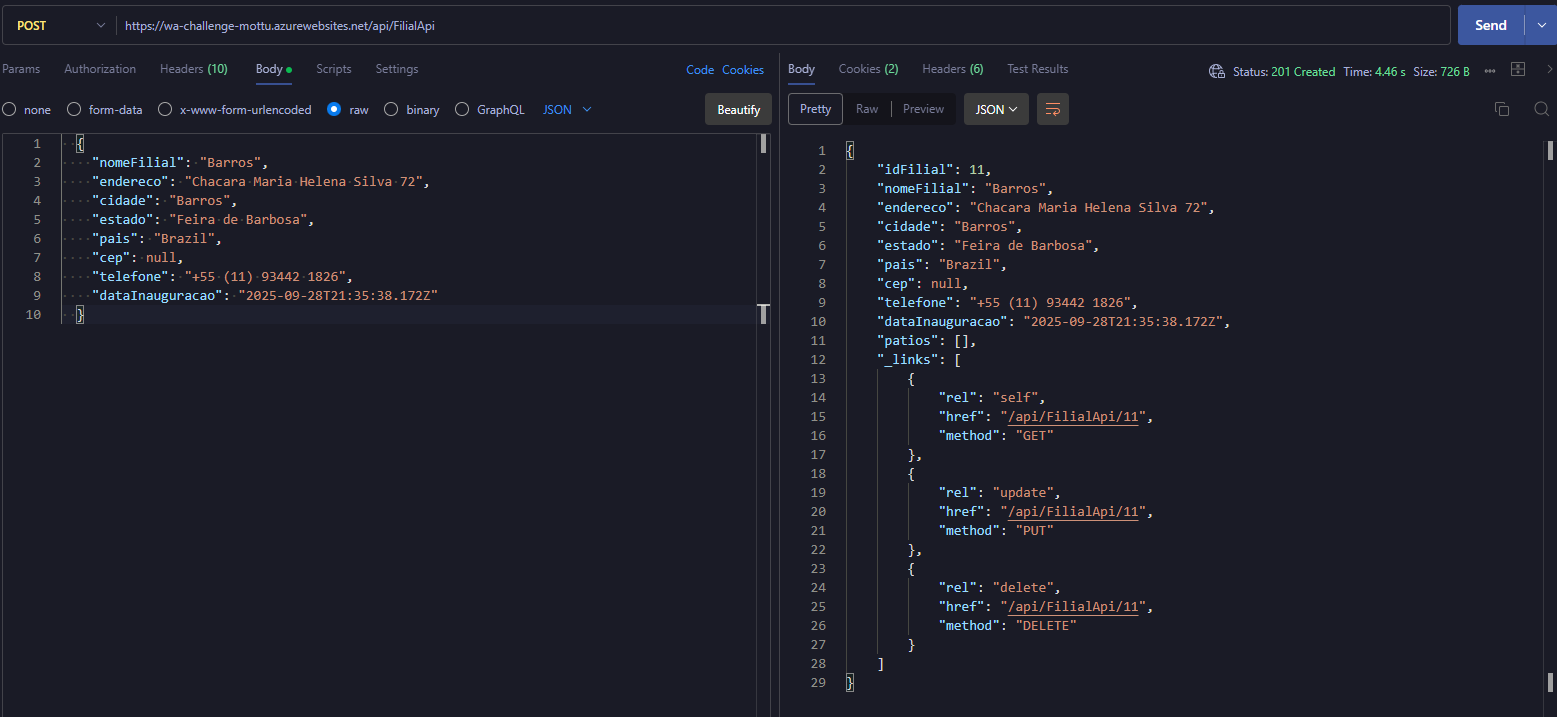 POST https://wa-challenge-mottu.azurewebsites.net/api/FilialApi Send
Params Authorization Headers (10) Body Scripts Settings Code Cookies
none form-data x-www-form-urlencoded raw binary GraphQL JSON Beautify
1 {
2 "nomeFilial": "Barros",
3 "endereco": "Chacara Maria Helena Silva 72",
4 "cidade": "Barros",
5 "estado": "Feira de Barbosa",
6 "pais": "Brazil",
7 "cep": null,
8 "telefone": "+55 (11) 93442 1826",
9 "dataInauguracao": "2025-09-28T21:35:38.172Z"
10 }
Body Cookies (2) Headers (6) Test Results Status: 201 Created Time: 4.46 s Size: 726 B
Pretty Raw Preview JSON
1 {
2 "idFilial": 11,
3 "nomeFilial": "Barros",
4 "endereco": "Chacara Maria Helena Silva 72",
5 "cidade": "Barros",
6 "estado": "Feira de Barbosa",
7 "pais": "Brazil",
8 "cep": null,
9 "telefone": "+55 (11) 93442 1826",
10 "dataInauguracao": "2025-09-28T21:35:38.172Z",
11 "patios": [],
12 "_links": [
13 {
14 "rel": "self",
15 "href": "/api/FilialApi/11",
16 "method": "GET"
17 },
18 {
19 "rel": "update",
20 "href": "/api/FilialApi/11",
21 "method": "PUT"
22 },
23 {
24 "rel": "delete",
25 "href": "/api/FilialApi/11",
26 "method": "DELETE"
27 }
28 ]
29 }